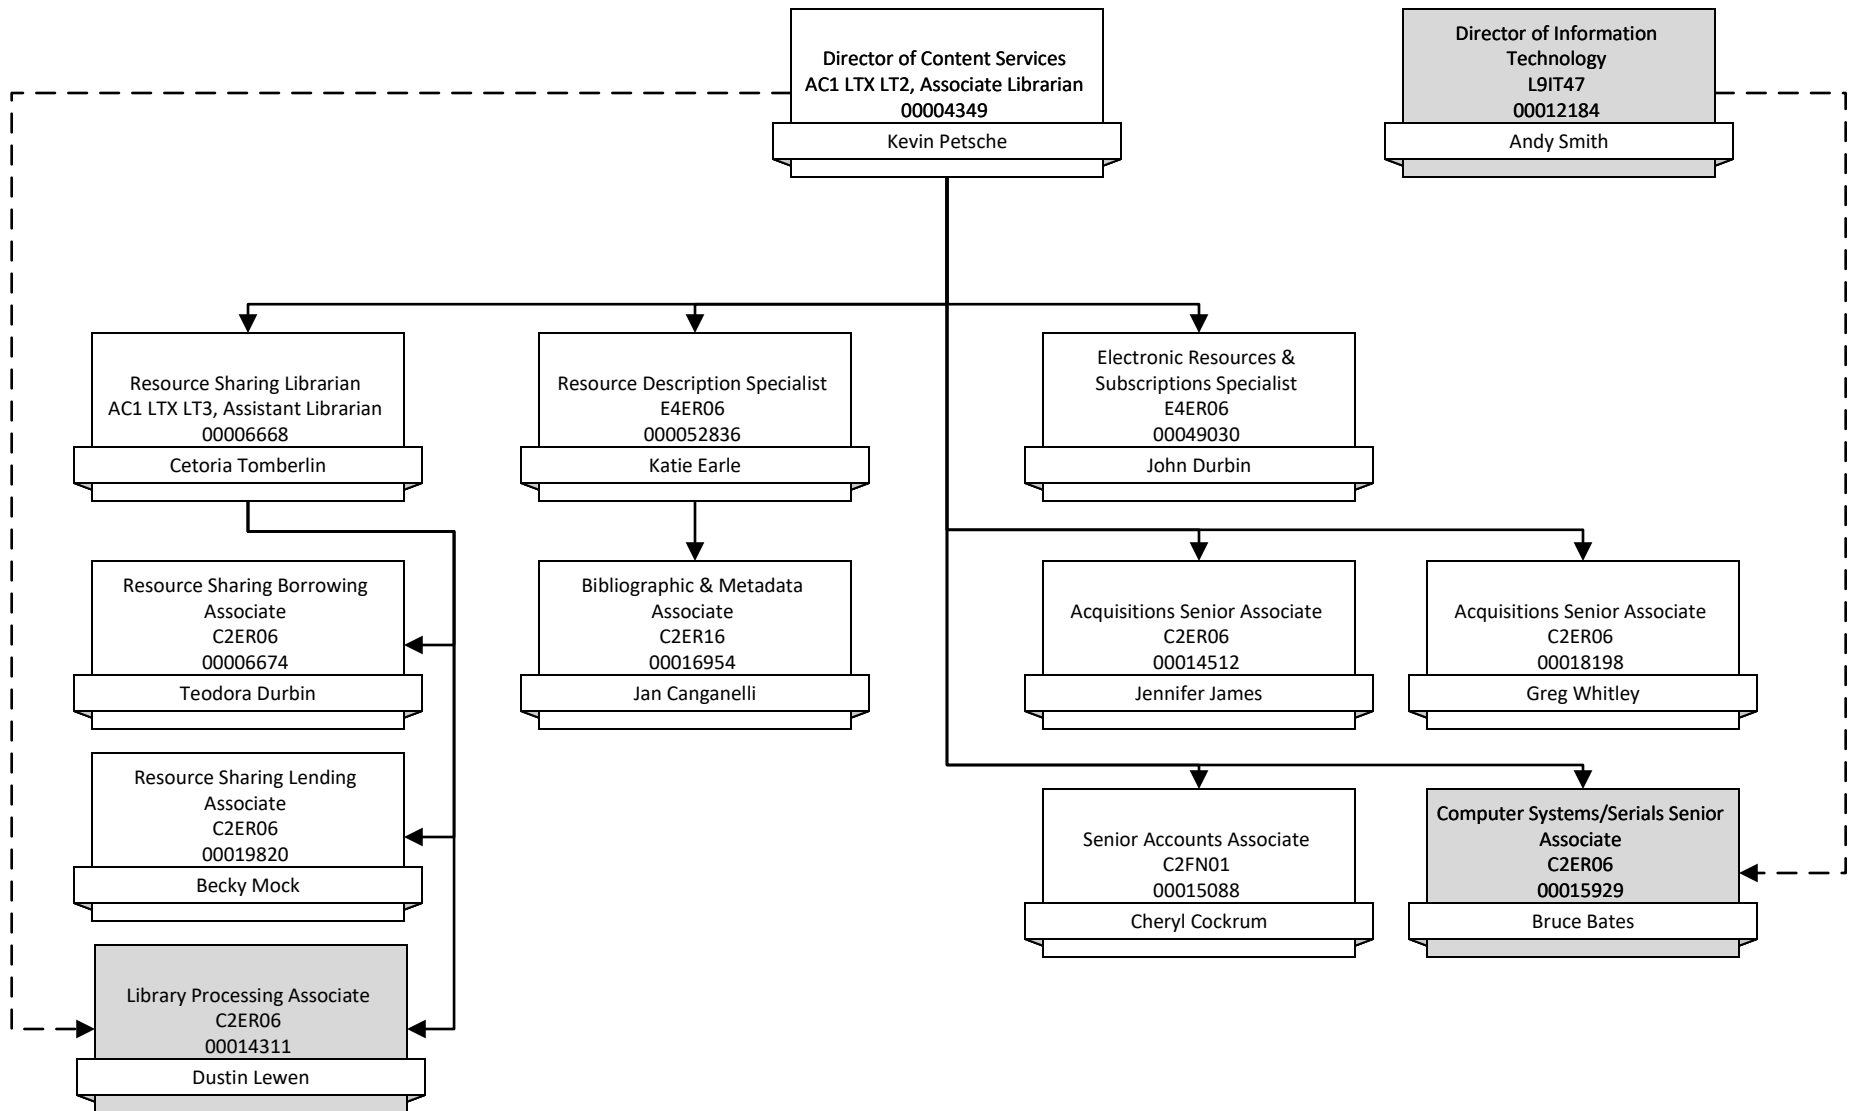 Director of Content Services
AC1 LTX LT2, Associate Librarian
00004349
Kevin Petsche
Director of Information
Technology
L9IT47
00012184
Andy Smith
Resource Sharing Librarian
AC1 LTX LT3, Assistant Librarian
00006668
Cetoria Tomberlin
Resource Description Specialist
E4ER06
000052836
Katie Earle
Electronic Resources &
Subscriptions Specialist
E4ER06
00049030
John Durbin
Resource Sharing Borrowing
Associate
C2ER06
00006674
Teodora Durbin
Bibliographic & Metadata
Associate
C2ER16
00016954
Jan Canganelli
Acquisitions Senior Associate
C2ER06
00014512
Jennifer James
Acquisitions Senior Associate
C2ER06
00018198
Greg Whitley
Resource Sharing Lending
Associate
C2ER06
00019820
Becky Mock
Senior Accounts Associate
C2FN01
00015088
Cheryl Cockrum
Computer Systems/Serials Senior
Associate
C2ER06
00015929
Bruce Bates
Library Processing Associate
C2ER06
00014311
Dustin Lewen